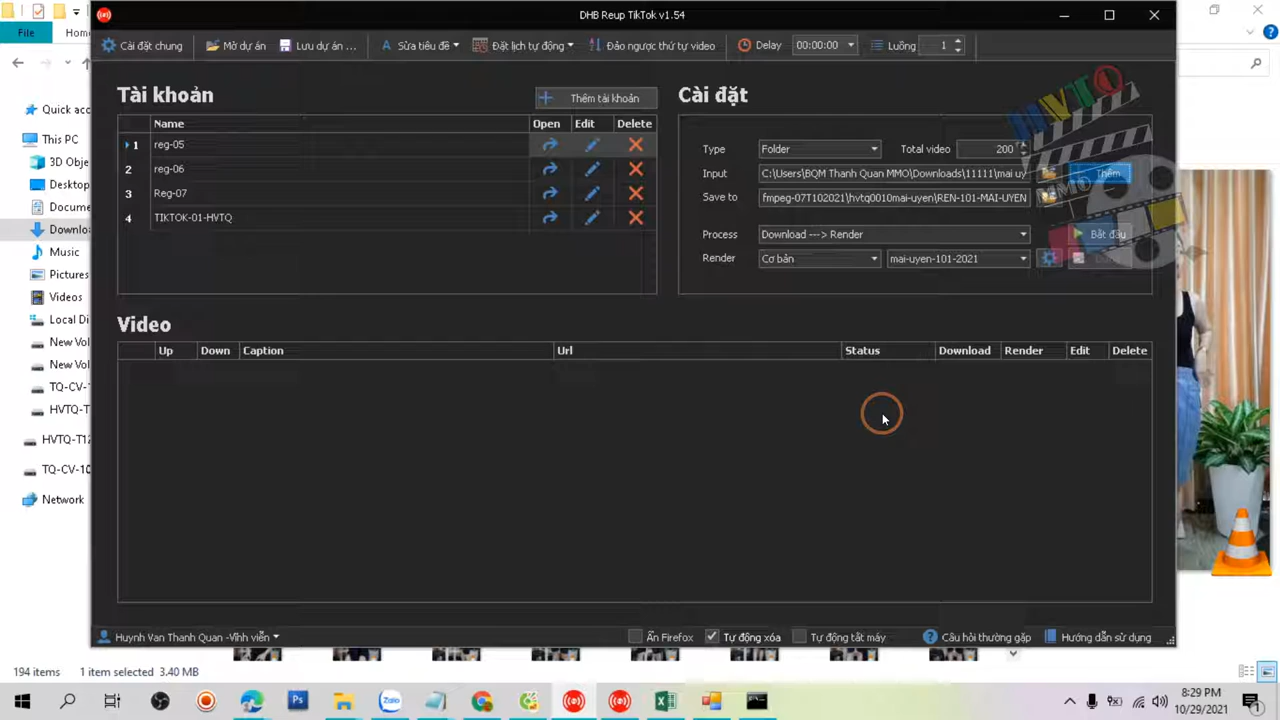 DHB Reup TikTok v1.54
File
Home
Cài đặt chung
Mở dự án
Lưu dự án ...
Sửa tiêu đề
Đặt lịch tự động
Đảo ngược thứ tự video
Delay
00:00:00
Luồng
1
Tài khoản
Thêm tài khoản
Name
Open
Edit
Delete
1
reg-05
2
reg-06
3
Reg-07
4
TIKTOK-01-HVTQ
Cài đặt
HVTQ
MMO
Type
Folder
Total video
200
Input
C:\Users\BQM Thanh Quan MMO\Downloads\11111\mai uy
Thêm
Save to
fmpeg-07T102021\hvtq0010mai-uyen\REN-101-MAI-UYEN
Process
Download ---> Render
Bắt đầu
Render
Cơ bản
mai-uyen-101-2021
Video
Up
Down
Caption
Url
Status
Download
Render
Edit
Delete
Quick acc
This PC
3D Obje
Desktop
Docume
Downloa
Music
Pictures
Videos
Local Di
New Vol
New Vol
TQ-CV-1
HVTQ-T
HVTQ-T12
TQ-CV-10
Network
Huynh Van Thanh Quan -Vĩnh viễn
Ẩn Firefox
Tự động xóa
Tự động tắt máy
Câu hỏi thường gặp
Hướng dẫn sử dụng
194 items
1 item selected
3.40 MB
Ps
Zalo
8:29 PM
10/29/2021
1